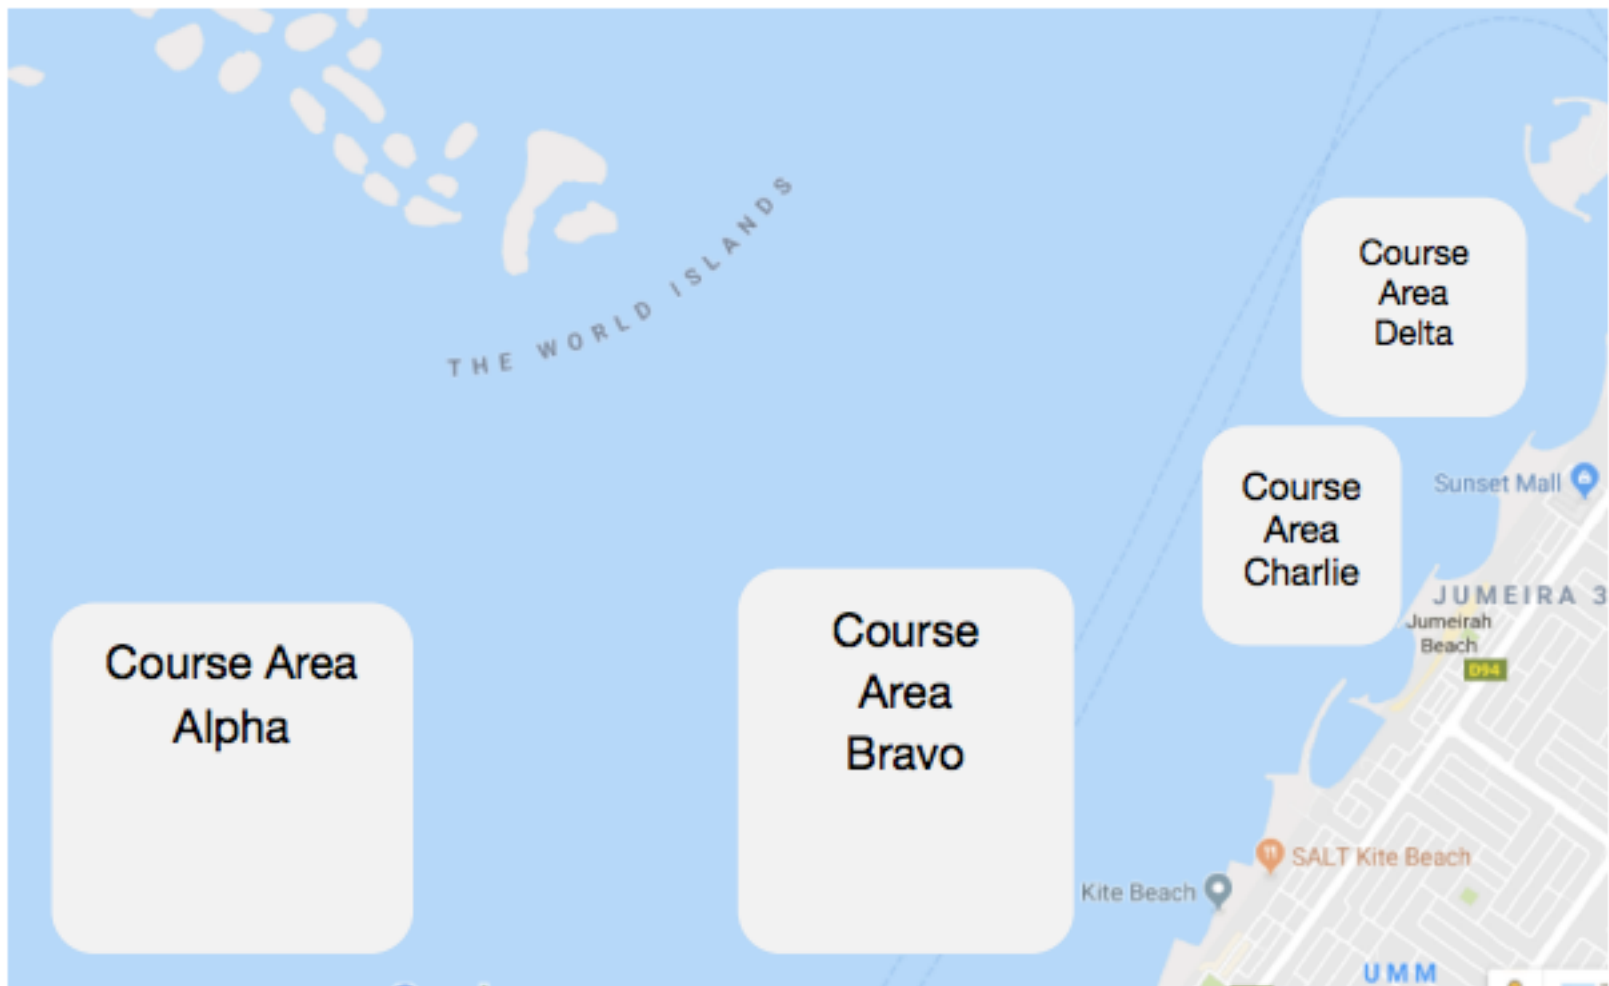 THE WORLD ISLANDS
Course
Area
Delta
Course
Area
Charlie
Sunset Mall
JUMEIRA 3
Jumeirah
Beach
D94
Course Area
Alpha
Course
Area
Bravo
SALT Kite Beach
Kite Beach
UMM